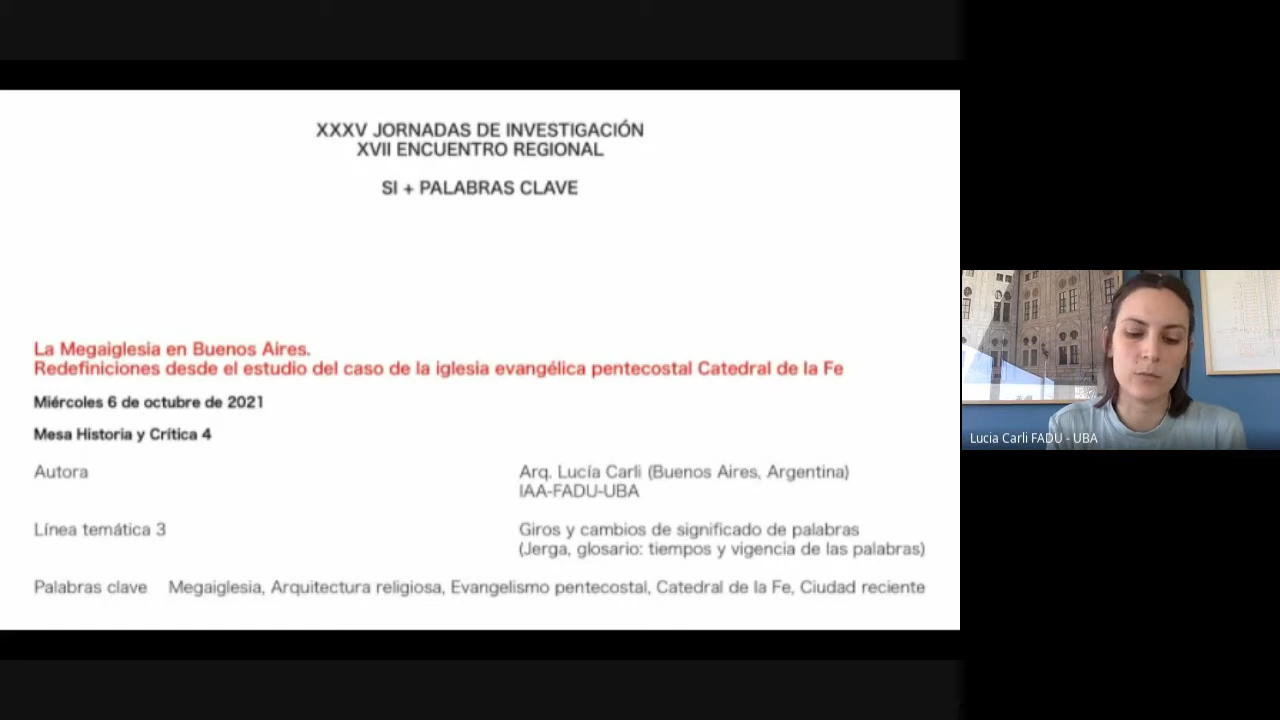 XXXV JORNADAS DE INVESTIGACIÓN
XVII ENCUENTRO REGIONAL
SI + PALABRAS CLAVE
La Megaiglesia en Buenos Aires.
Redefiniciones desde el estudio del caso de la iglesia evangélica pentecostal Catedral de la Fe
Miércoles 6 de octubre de 2021
Mesa Historia y Crítica 4
Autora Arq. Lucía Carli (Buenos Aires, Argentina)
IAA-FADU-UBA
Línea temática 3 Giros y cambios de significado de palabras
(Jerga, glosario: tiempos y vigencia de las palabras)
Palabras clave Megaiglesia, Arquitectura religiosa, Evangelismo pentecostal, Catedral de la Fe, Ciudad reciente
Lucia Carli FADU - UBA